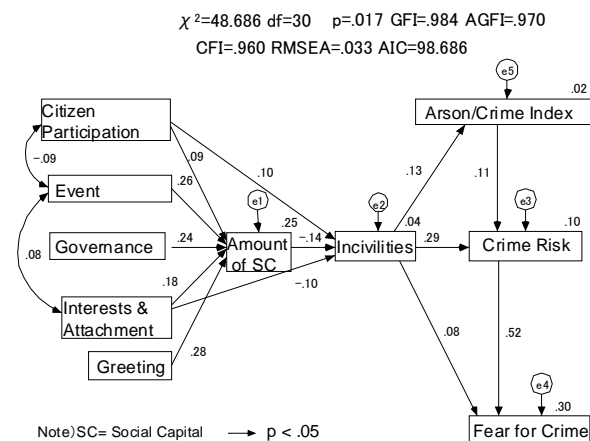 χ²=48.686 df=30 p=.017 GFI=.984 AGFI=.970
CFI=.960 RMSEA=.033 AIC=98.686
e5
.02
Arson/Crime Index
Citizen
Participation
-.09
.09
.10
.13
.11
Event
.26
e1
e2
e3
.25
.04
.10
Governance
.24
Amount
of SC
-.14
Incivilities
.29
Crime Risk
.08
.18
-.10
Interests &
Attachment
.08
.52
Greeting
.28
e4
.30
Fear for Crime
Note)SC= Social Capital
p < .05